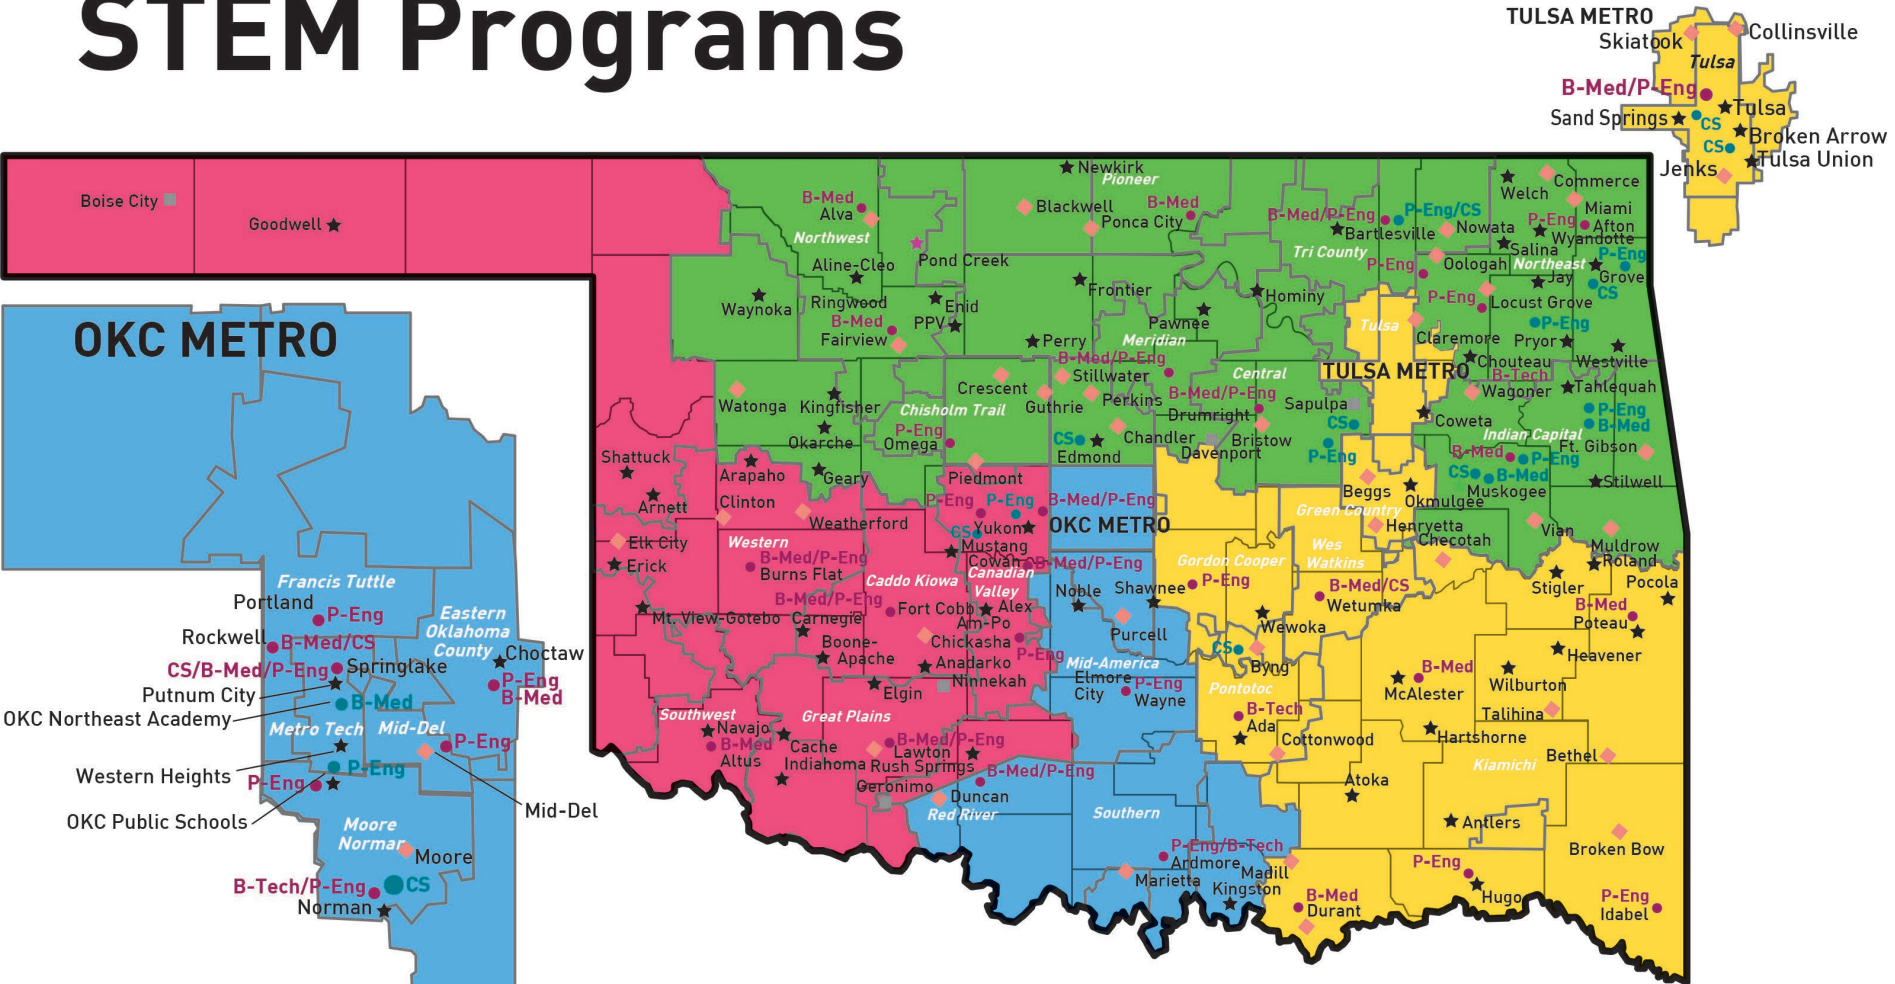 STEM Programs
TULSA METRO
Skiatook
Collinsville
Tulsa
B-Med/P-Eng
Tulsa
Sand Springs
CS
Broken Arrow
CS
Tulsa Union
Jenks
Boise City
Goodwell
Newkirk
Pioneer
B-Med
Alva
Northwest
Blackwell
B-Med
Ponca City
B-Med/P-Eng
P-Eng/CS
Bartlesville
Nowata
Tri County
Welch
Commerce
Miami
P-Eng
Afton
Wyandotte
Salina
Pond Creek
Aline-Cleo
Ringwood
Waynoka
Enid
PPV
B-Med
Fairview
Frontier
Hominy
Pawnee
Perry
Meridian
P-Eng
Oologah
Northeast
P-Eng
Grove
CS
Jay
P-Eng
Locust Grove
P-Eng
Tulsa
Claremore
Pryor
Westville
Chouteau
TULSA METRO
B-Tech
Wagoner
Tahlequah
B-Med/P-Eng
Stillwater
Central
Crescent
Guthrie
Perkins
B-Med/P-Eng
Drumright
Sapulpa
CS
Watonga
Kingfisher
Chisholm Trail
Okarche
P-Eng
Omega
CS
Edmond
Chandler
Davenport
Bristow
P-Eng
Coweta
P-Eng
B-Med
Indian Capital
Ft. Gibson
B-Med
P-Eng
CS
B-Med
Muskogee
Stilwell
Shattuck
Arnett
Arapaho
Geary
Piedmont
Clinton
Weatherford
P-Eng
P-Eng
B-Med/P-Eng
Yukon
OKC METRO
CS
Mustang
Cowan
B-Med/P-Eng
Beggs
Okmulgee
Green Country
Henryetta
Checotah
Vian
Muldrow
Roland
Elk City
Erick
Western
B-Med/P-Eng
Burns Flat
Caddo Kiowa
Canadian
Valley
Gordon Cooper
Wes
Watkins
P-Eng
B-Med/CS
Wetumka
Stigler
Pocola
Noble
Shawnee
B-Med/P-Eng
Fort Cobb
Alex
Am-Po
Mt. View-Gotebo
Carnegie
Purcell
Wewoka
B-Med
Poteau
Boone-
Apache
Chickasha
P-Eng
Anadarko
Ninnekah
Mid-America
CS
Byng
Heavener
B-Med
McAlester
Wilburton
Elgin
Elmore
City
P-Eng
Wayne
Pontotoc
Southwest
Great Plains
B-Tech
Ada
Talihina
Navajo
B-Med
Altus
Cache
Indiahoma
B-Med/P-Eng
Lawton
Rush Springs
Cottonwood
Hartshorne
Bethel
Kiamichi
Geronimo
B-Med/P-Eng
Duncan
Atoka
Red River
Southern
Antlers
Broken Bow
P-Eng/B-Tech
Ardmore
Madill
Marietta
Kingston
P-Eng
Hugo
B-Med
Durant
P-Eng
Idabel
OKC METRO
Francis Tuttle
Portland
P-Eng
Eastern
Oklahoma
County
Rockwell
B-Med/CS
CS/B-Med/P-Eng
Springlake
Choctaw
P-Eng
B-Med
Putnum City
B-Med
OKC Northeast Academy
Metro Tech
Mid-Del
P-Eng
Western Heights
P-Eng
P-Eng
OKC Public Schools
Mid-Del
Moore
Norman
Moore
B-Tech/P-Eng
CS
Norman